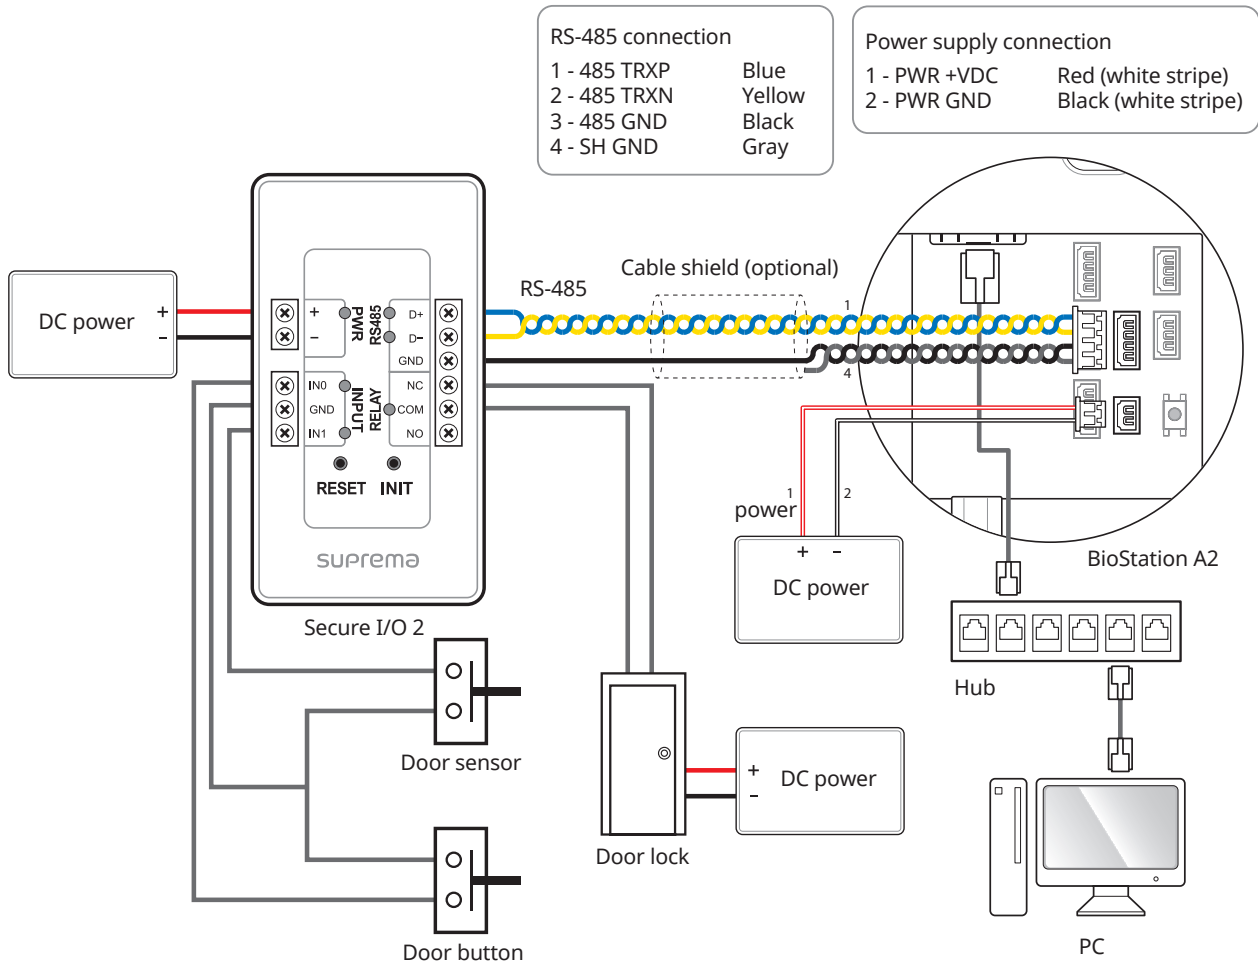 RS-485 connection
1 - 485 TRXP Blue
2 - 485 TRXN Yellow
3 - 485 GND Black
4 - SH GND Gray
Power supply connection
1 - PWR +VDC Red (white stripe)
2 - PWR GND Black (white stripe)
DC power
+
−
+
−
PWR
RS485
D+
D−
GND
IN0
GND
IN1
INPUT
RELAY
NC
COM
NO
RESET INIT
suprema
Secure I/O 2
RS-485
Cable shield (optional)
1
4
1
2
power
+ −
DC power
BioStation A2
Hub
Door sensor
Door button
Door lock
+
−
DC power
PC